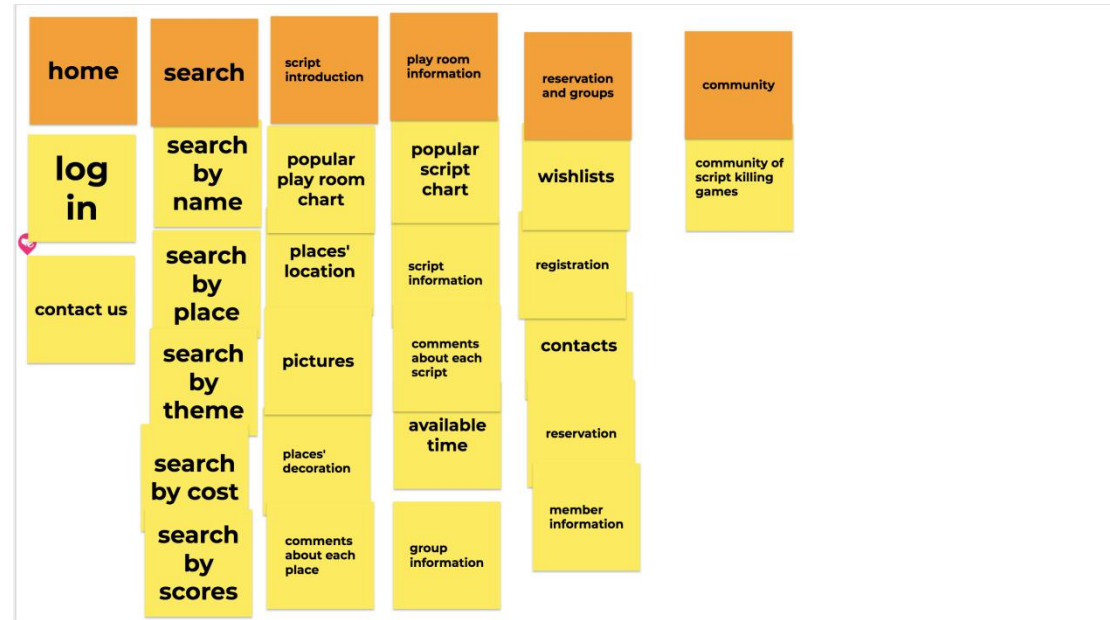 home
log
in
contact us
search
search
by
name
search
by
place
search
by
theme
search
by cost
search
by
scores
script
introduction
popular
play room
chart
places'
location
pictures
places'
decoration
comments
about each
place
play room
information
popular
script
chart
script
information
comments
about each
script
available
time
group
information
reservation
and groups
wishlists
registration
contacts
reservation
member
information
community
community of
script killing
games